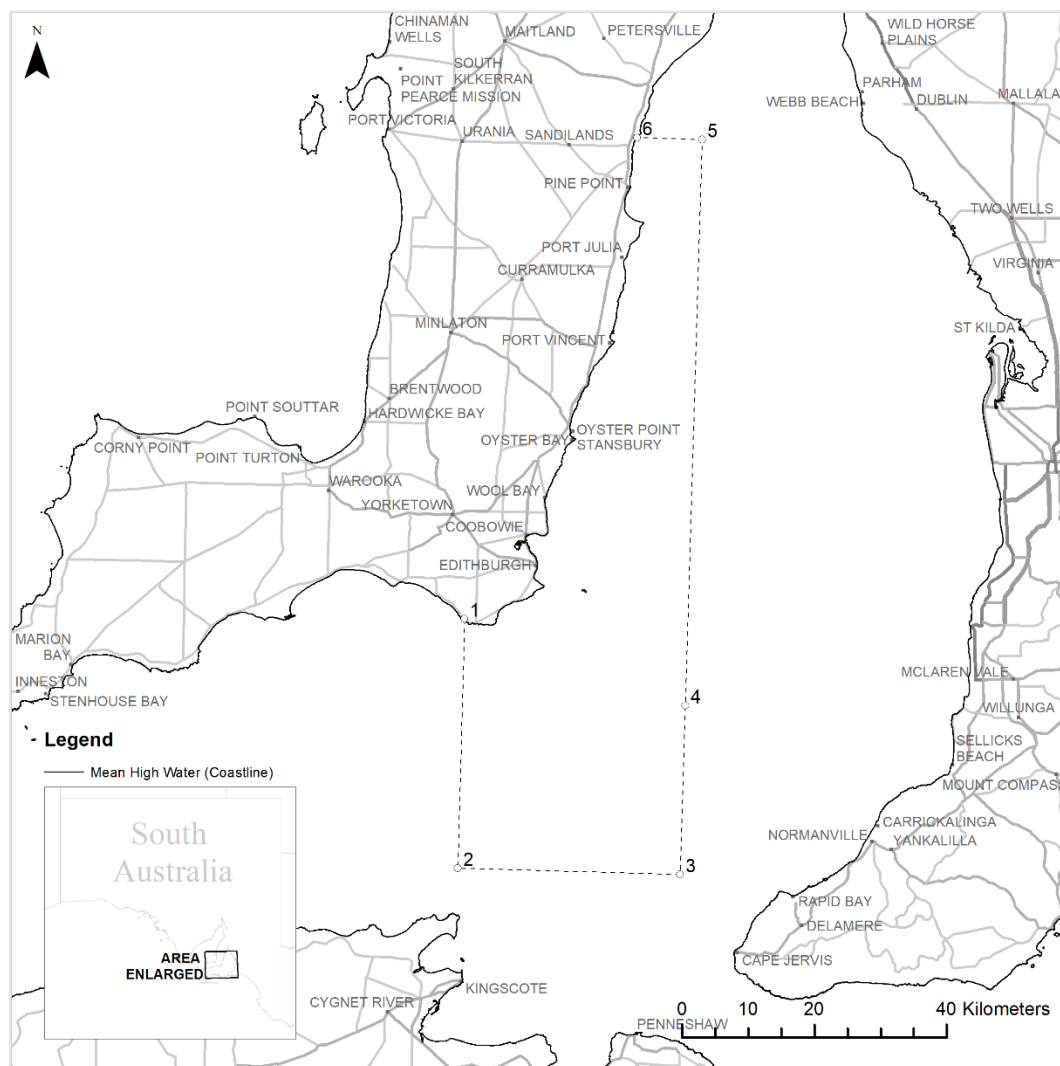 N
CHINAMAN
WELLS
MAITLAND
PETERSVILLE
WILD HORSE
PLAINS
POINT
PEARCE MISSION
SOUTH
KILKERRAN
PARHAM
WEBB BEACH
DUBLIN
MALLALA
PORT VICTORIA
URANIA
SANDILANDS
6
5
PINE POINT
TWO WELLS
PORT JULIA
CURRAMULKA
VIRGINIA
MINLATON
PORT VINCENT
ST KILDA
BRENTWOOD
POINT SOUTTAR
HARDWICKE BAY
CORNY POINT
POINT TURTON
OYSTER BAY
OYSTER POINT
STANSBURY
WAROOKA
WOOL BAY
YORKETOWN
COOBOWIE
EDITHBURGH
1
MARION
BAY
INNESTON
STENHOUSE BAY
MCLAREN VALE
4
WILLUNGA
SELLICKS
BEACH
MOUNT COMPASS
Legend
Mean High Water (Coastline)
South
Australia
AREA
ENLARGED
CARRICKALINGA
NORMANVILLE
YANKALILLA
2
3
RAPID BAY
DELAMERE
CAPE JERVIS
KINGSCOTE
CYGNET RIVER
PENNESHAW
0 10 20 40 Kilometers